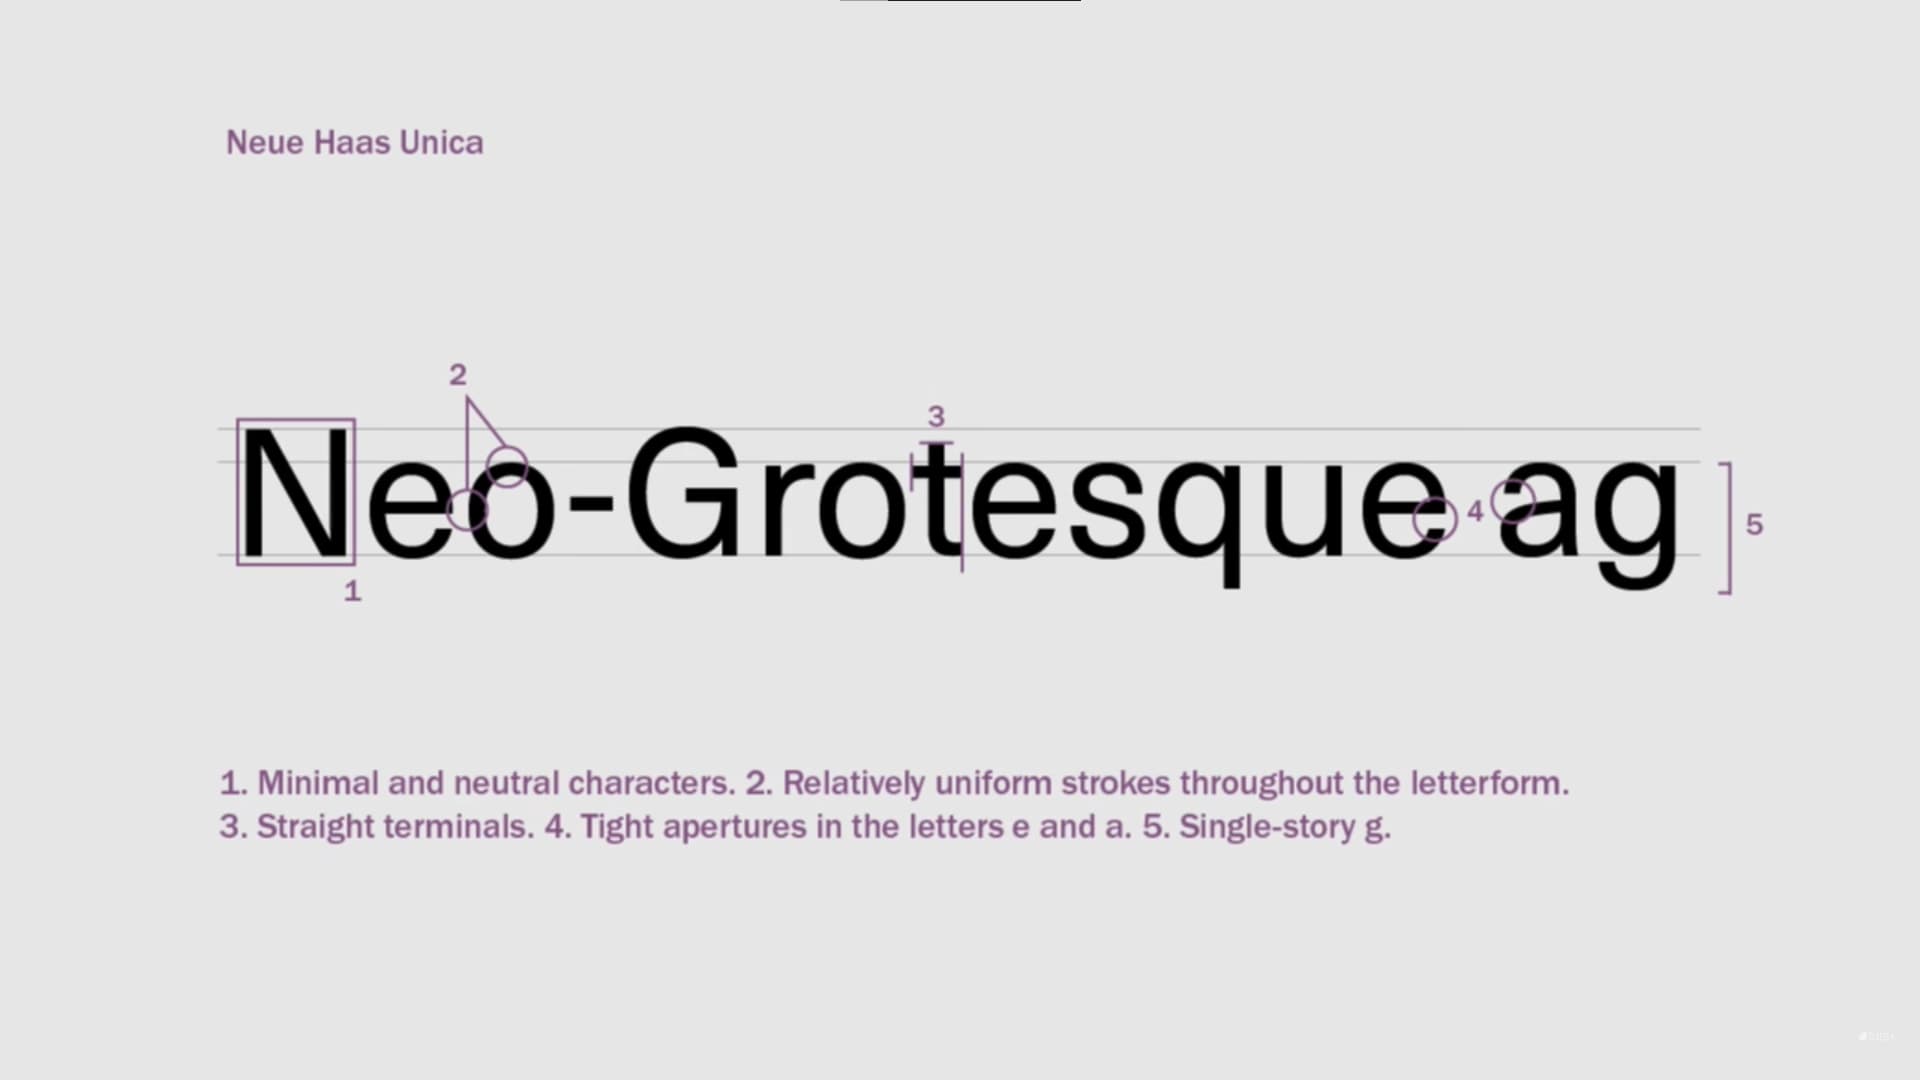 Neue Haas Unica
2
3
Neo-Grotesque ag
4
5
1
1. Minimal and neutral characters. 2. Relatively uniform strokes throughout the letterform.
3. Straight terminals. 4. Tight apertures in the letters e and a. 5. Single-story g.